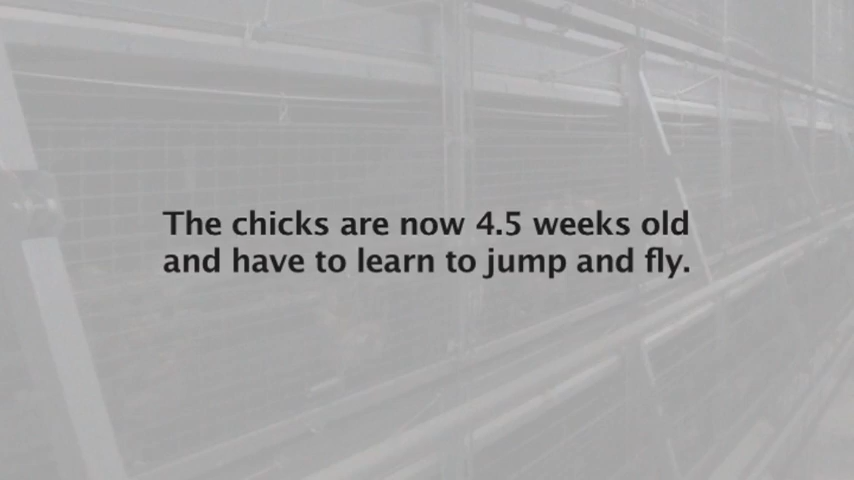 The chicks are now 4.5 weeks old
and have to learn to jump and fly.